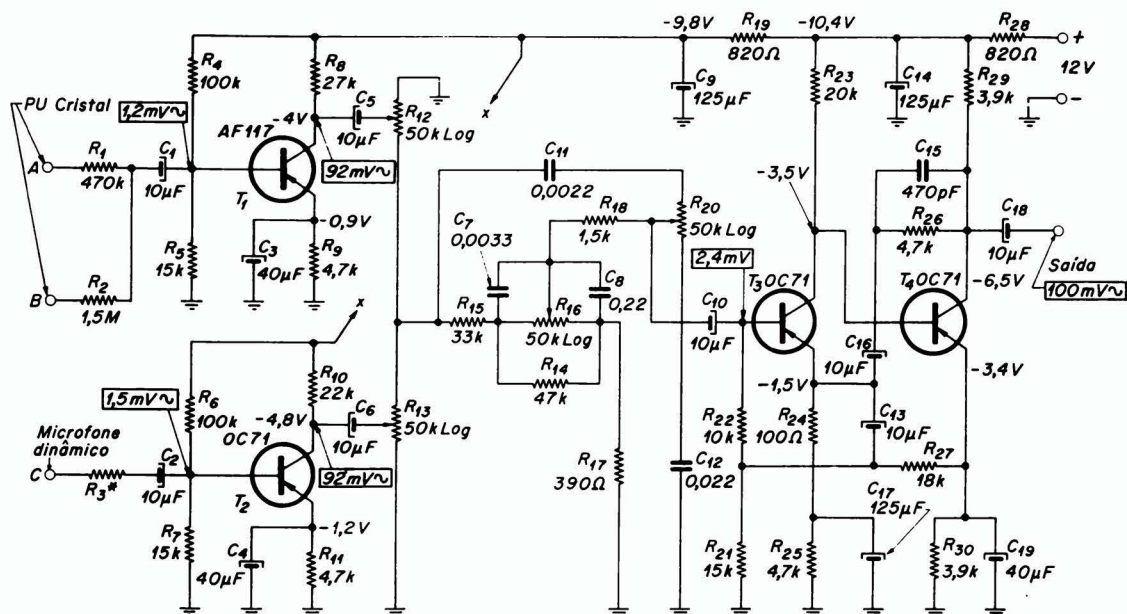 -9,8V
R19
820Ω
-10,4V
R28
820Ω
+
12V
-
R4
100k
R8
27k
C5
10µF
R12
50k Log
x
C9
125µF
R23
20k
C14
125µF
R29
3,9k
PU Cristal
1,2mV~
AF117
-4V
92mV~
A
R1
470k
C1
10µF
T1
C11
0,0022
-3,5V
C15
470pF
R26
4,7k
C18
10µF
Saída
100mV~
-0,9V
C7
0,0033
R18
1,5k
R20
50k Log
R5
15k
C3
40µF
R9
4,7k
B
R2
1,5M
2,4mV
T3 OC71
T4 OC71
-6,5V
x
R15
33k
R16
50k Log
C8
0,22
C10
10µF
R14
47k
C16
10µF
-3,4V
-1,5V
R10
22k
1,5mV~
R6
100k
OC71
-4,8V
C6
10µF
R13
50k Log
R22
10k
R24
100Ω
C13
10µF
R27
18k
Microfone
dinâmico
C
R3*
C2
10µF
T2
92mV~
R17
390Ω
C12
0,022
C17
125µF
-1,2V
R7
15k
C4
40µF
R11
4,7k
R21
15k
R25
4,7k
R30
3,9k
C19
40µF